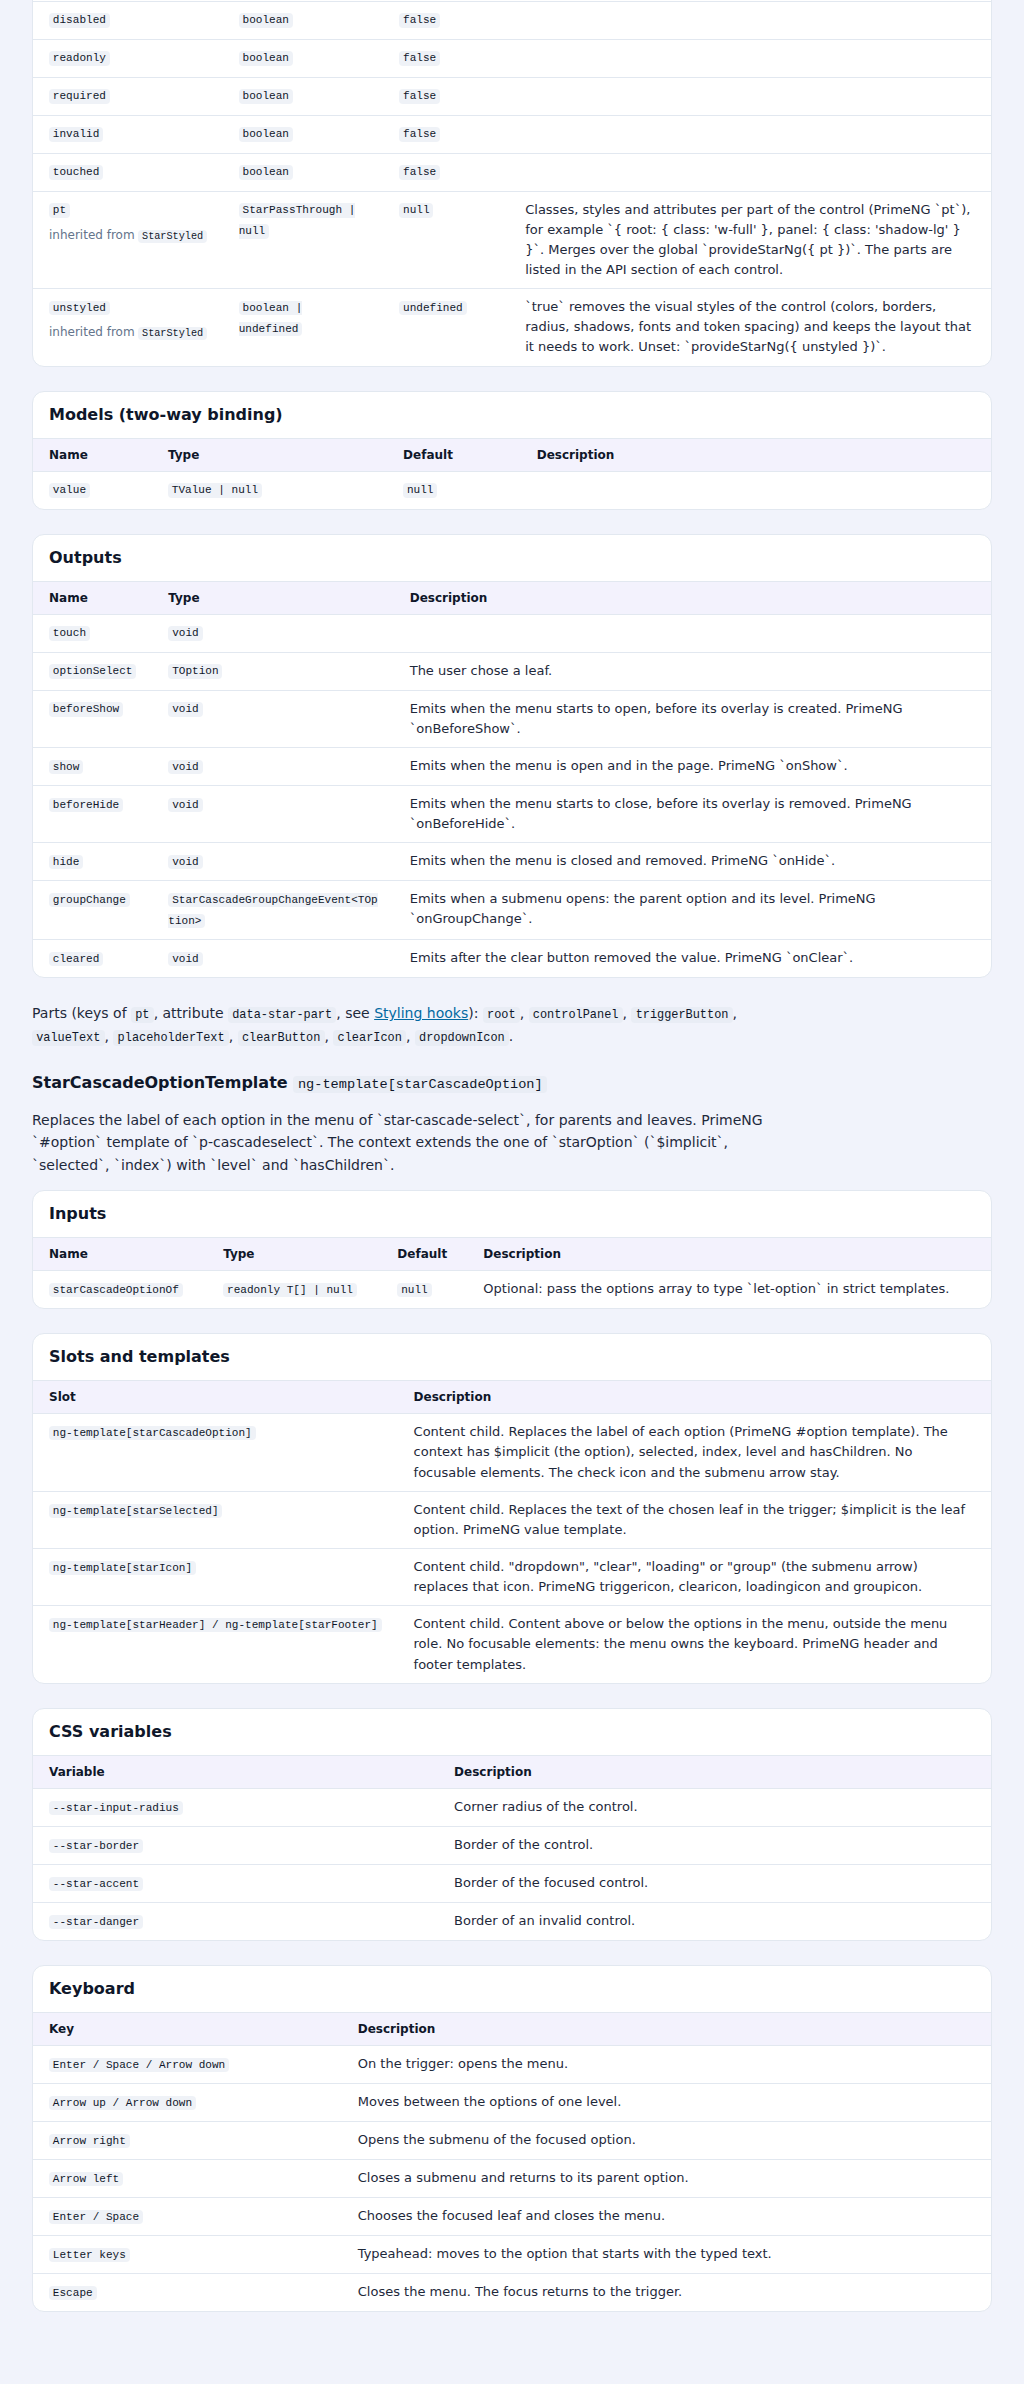 disabled boolean false
readonly boolean false
required boolean false
invalid boolean false
touched boolean false
pt StarPassThrough | null null Classes, styles and attributes per part of the control (PrimeNG `pt`),
inherited from StarStyled for example `{ root: { class: 'w-full' }, panel: { class: 'shadow-lg' }
}`. Merges over the global `provideStarNg({ pt })`. The parts are
listed in the API section of each control.
unstyled boolean | undefined undefined `true` removes the visual styles of the control (colors, borders,
inherited from StarStyled radius, shadows, fonts and token spacing) and keeps the layout that
it needs to work. Unset: `provideStarNg({ unstyled })`.
Models (two-way binding)
Name Type Default Description
value TValue | null null
Outputs
Name Type Description
touch void
optionSelect TOption The user chose a leaf.
beforeShow void Emits when the menu starts to open, before its overlay is created. PrimeNG
`onBeforeShow`.
show void Emits when the menu is open and in the page. PrimeNG `onShow`.
beforeHide void Emits when the menu starts to close, before its overlay is removed. PrimeNG
`onBeforeHide`.
hide void Emits when the menu is closed and removed. PrimeNG `onHide`.
groupChange StarCascadeGroupChangeEvent<TOp Emits when a submenu opens: the parent option and its level. PrimeNG
tion> `onGroupChange`.
cleared void Emits after the clear button removed the value. PrimeNG `onClear`.
Parts (keys of pt, attribute data-star-part, see Styling hooks): root, controlPanel, triggerButton,
valueText, placeholderText, clearButton, clearIcon, dropdownIcon.
StarCascadeOptionTemplate ng-template[starCascadeOption]
Replaces the label of each option in the menu of `star-cascade-select`, for parents and leaves. PrimeNG
`#option` template of `p-cascadeselect`. The context extends the one of `starOption` (`$implicit`,
`selected`, `index`) with `level` and `hasChildren`.
Inputs
Name Type Default Description
starCascadeOptionOf readonly T[] | null null Optional: pass the options array to type `let-option` in strict templates.
Slots and templates
Slot Description
ng-template[starCascadeOption] Content child. Replaces the label of each option (PrimeNG #option template). The
context has $implicit (the option), selected, index, level and hasChildren. No
focusable elements. The check icon and the submenu arrow stay.
ng-template[starSelected] Content child. Replaces the text of the chosen leaf in the trigger; $implicit is the leaf
option. PrimeNG value template.
ng-template[starIcon] Content child. "dropdown", "clear", "loading" or "group" (the submenu arrow)
replaces that icon. PrimeNG triggericon, clearicon, loadingicon and groupicon.
ng-template[starHeader] / ng-template[starFooter] Content child. Content above or below the options in the menu, outside the menu
role. No focusable elements: the menu owns the keyboard. PrimeNG header and
footer templates.
CSS variables
Variable Description
--star-input-radius Corner radius of the control.
--star-border Border of the control.
--star-accent Border of the focused control.
--star-danger Border of an invalid control.
Keyboard
Key Description
Enter / Space / Arrow down On the trigger: opens the menu.
Arrow up / Arrow down Moves between the options of one level.
Arrow right Opens the submenu of the focused option.
Arrow left Closes a submenu and returns to its parent option.
Enter / Space Chooses the focused leaf and closes the menu.
Letter keys Typeahead: moves to the option that starts with the typed text.
Escape Closes the menu. The focus returns to the trigger.